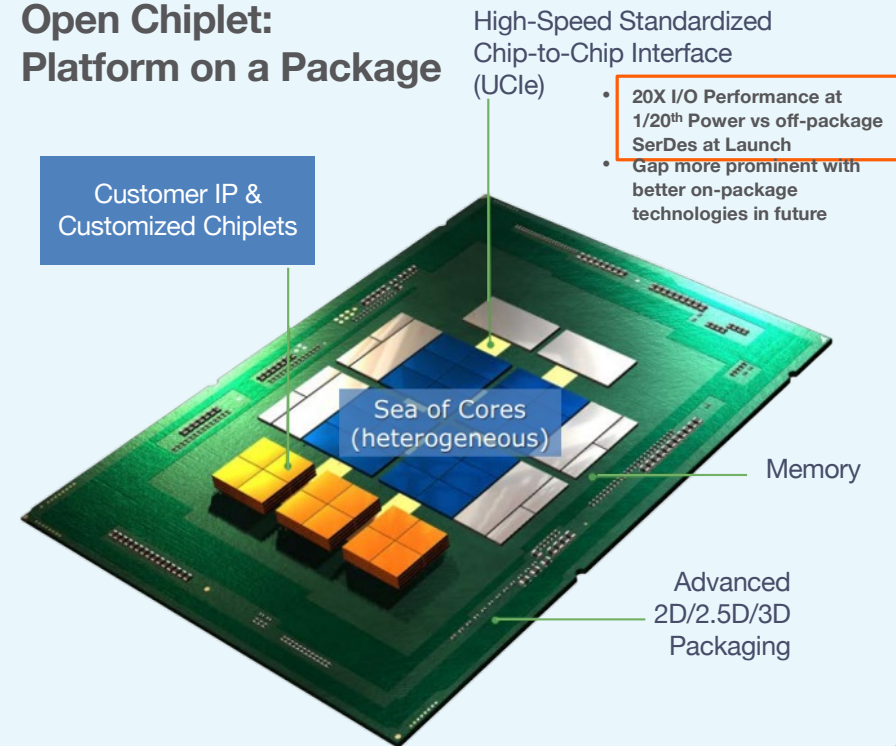 Open Chiplet:
Platform on a Package
High-Speed Standardized
Chip-to-Chip Interface
(UCIe)
• 20X I/O Performance at
1/20th Power vs off-package
SerDes at Launch
• Gap more prominent with
better on-package
technologies in future
Customer IP &
Customized Chiplets
Sea of Cores
(heterogeneous)
Memory
Advanced
2D/2.5D/3D
Packaging